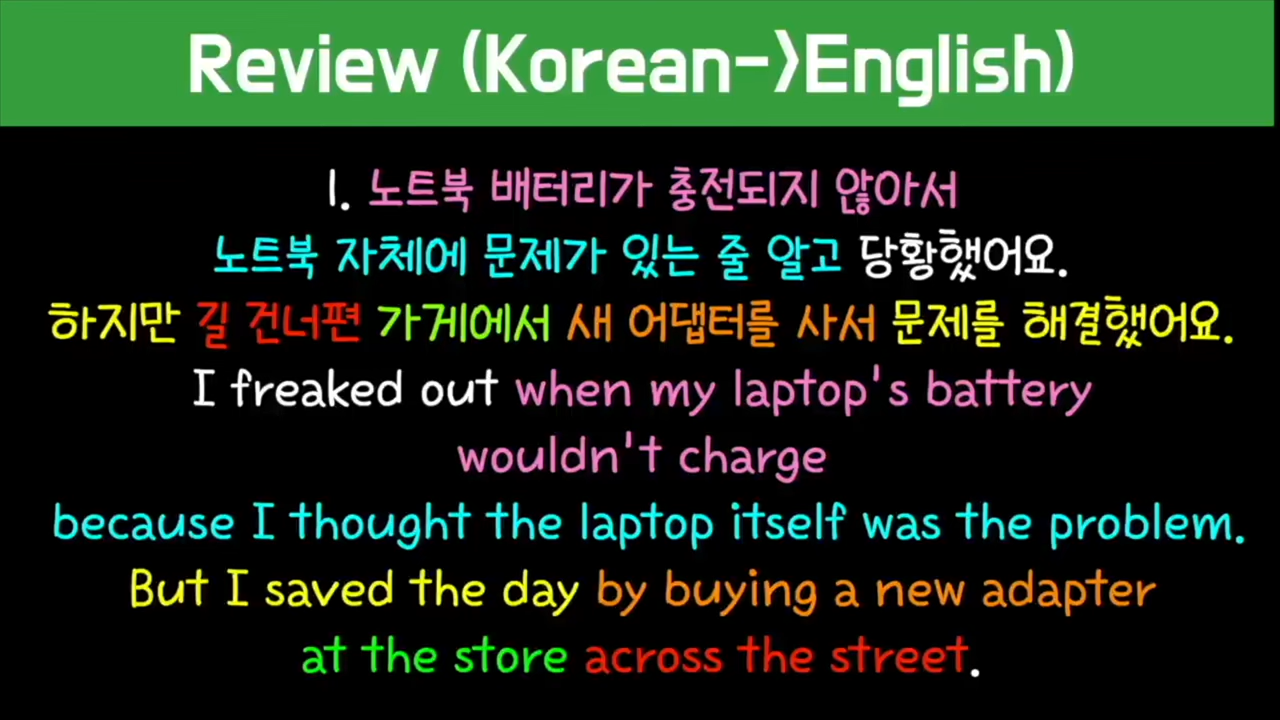 Review (Korean->English)
1. 노트북 배터리가 충전되지 않아서
노트북 자체에 문제가 있는 줄 알고 당황했어요.
하지만 길 건너편 가게에서 새 어댑터를 사서 문제를 해결했어요.
I freaked out when my laptop's battery
wouldn't charge
because I thought the laptop itself was the problem.
But I saved the day by buying a new adapter
at the store across the street.